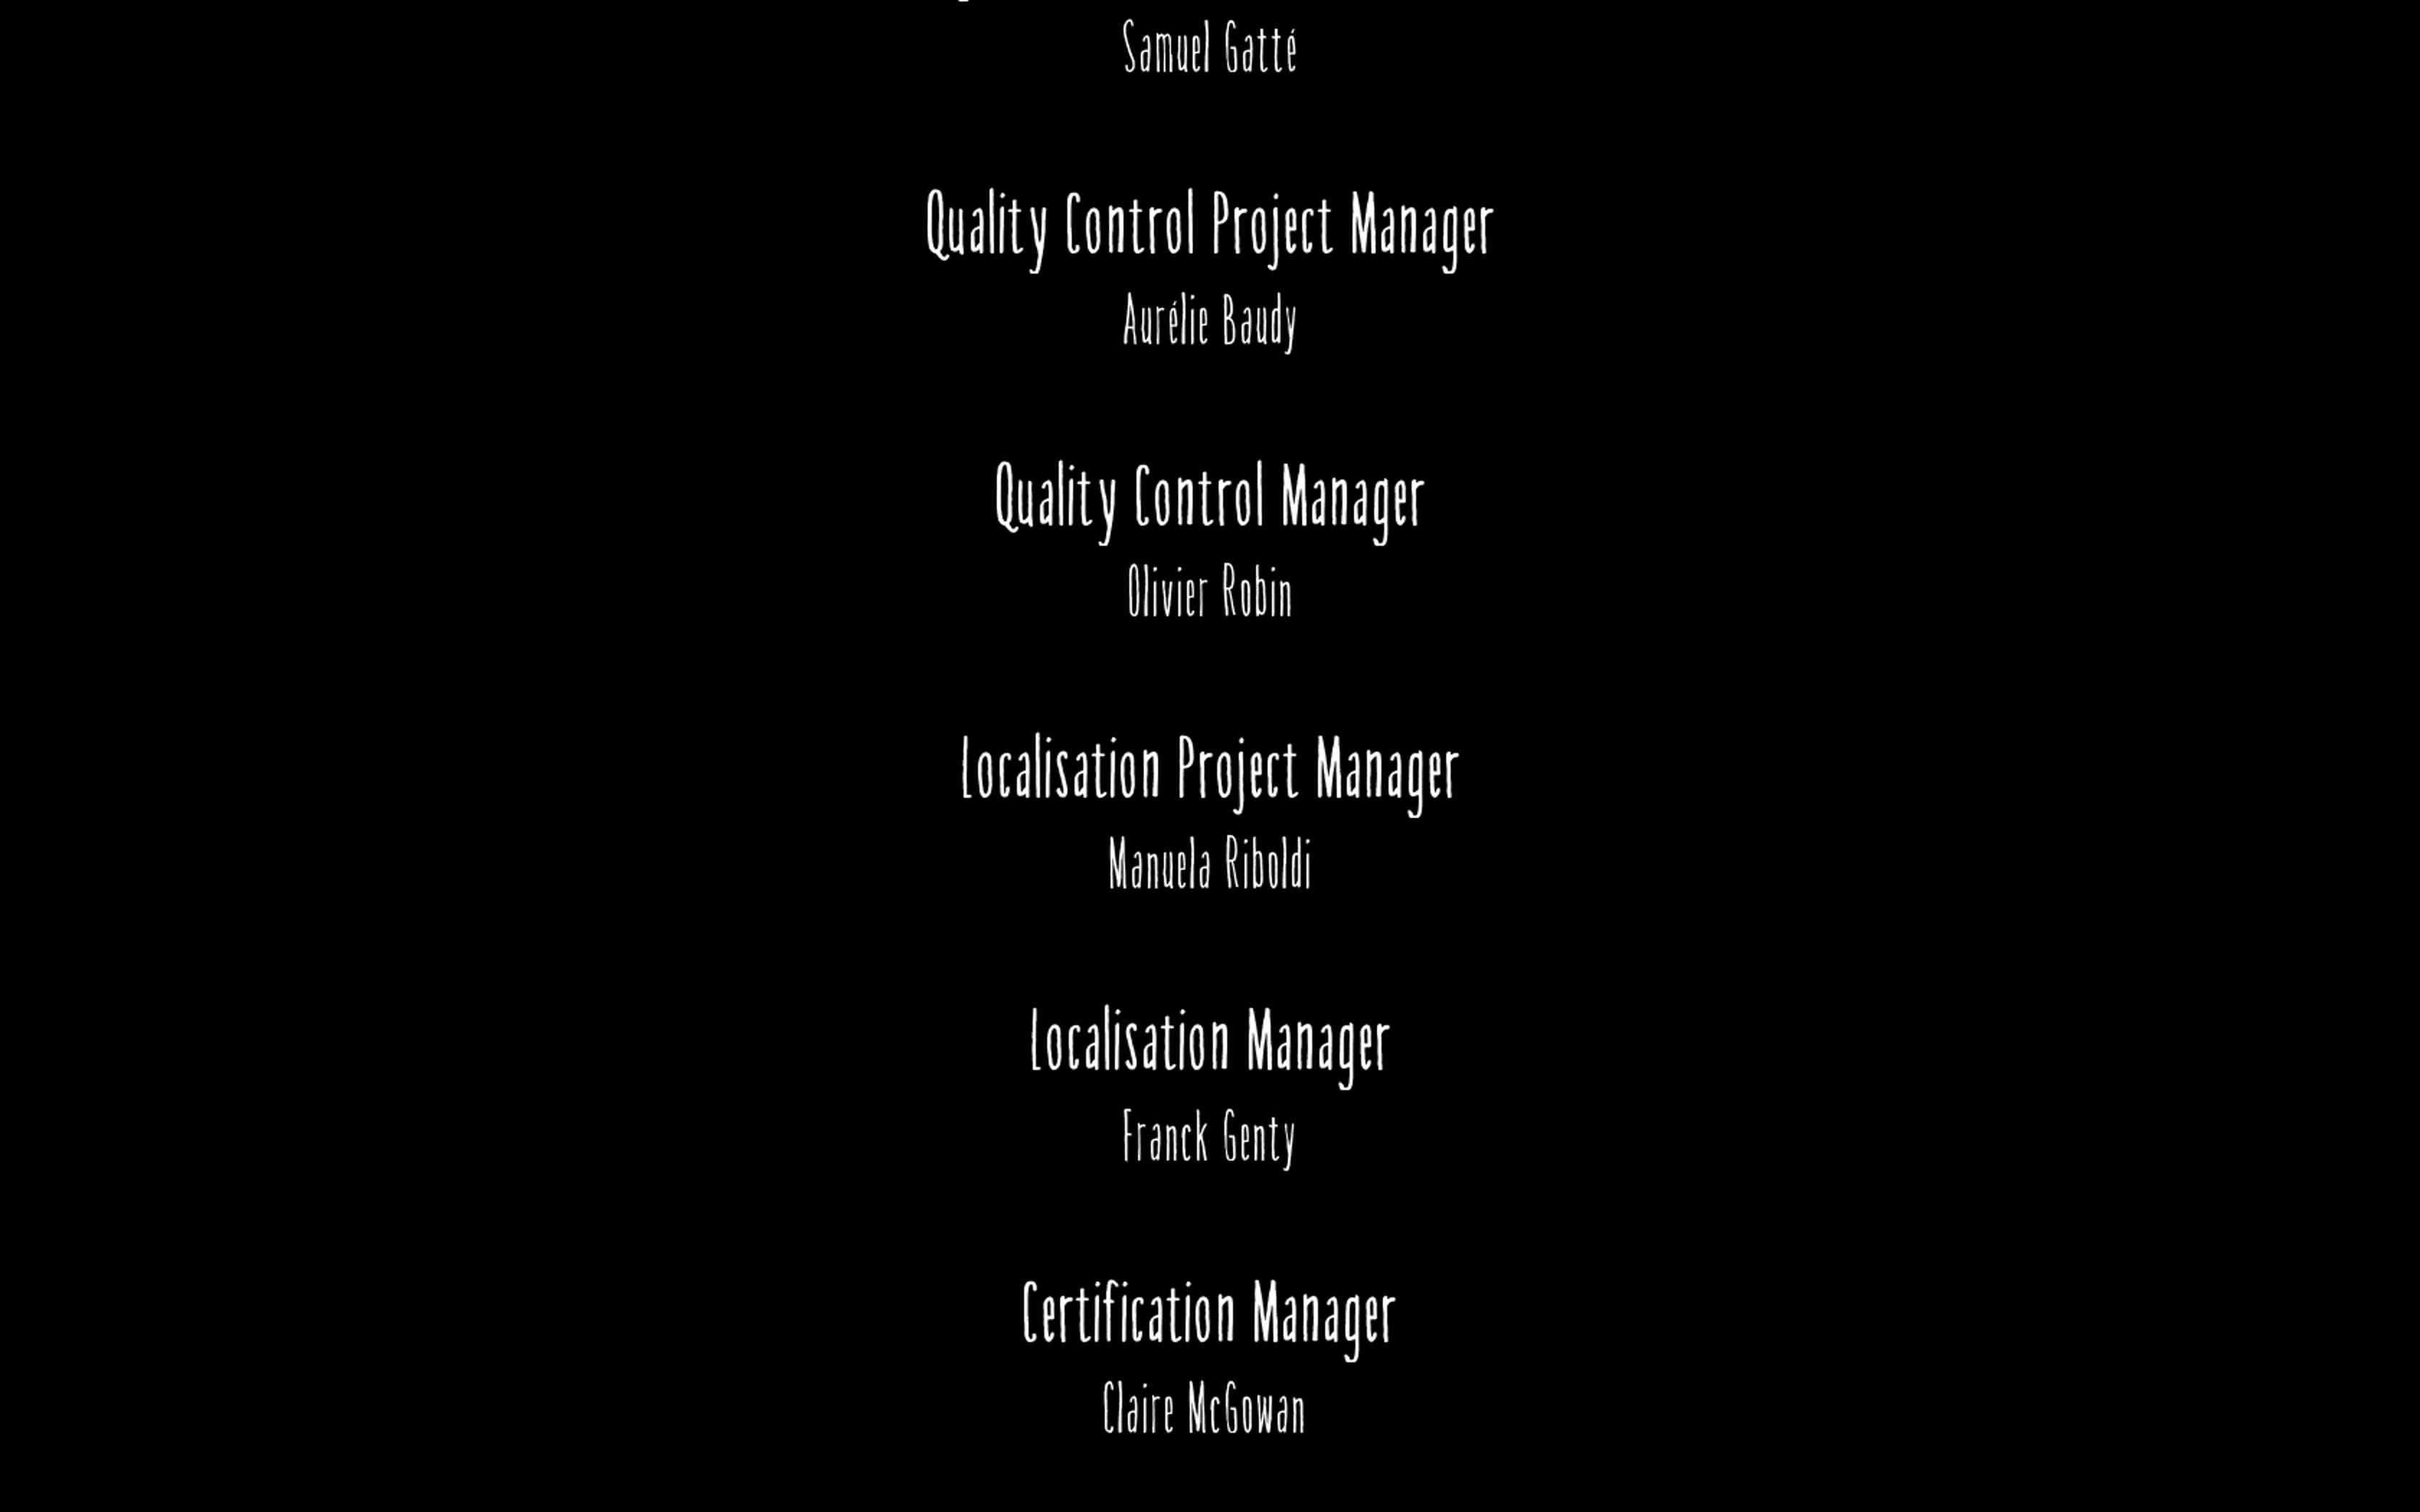 Samuel Gatté
Quality Control Project Manager
Aurélie Baudy
Quality Control Manager
Olivier Robin
Localisation Project Manager
Manuela Riboldi
Localisation Manager
Franck Genty
Certification Manager
Claire McGowan